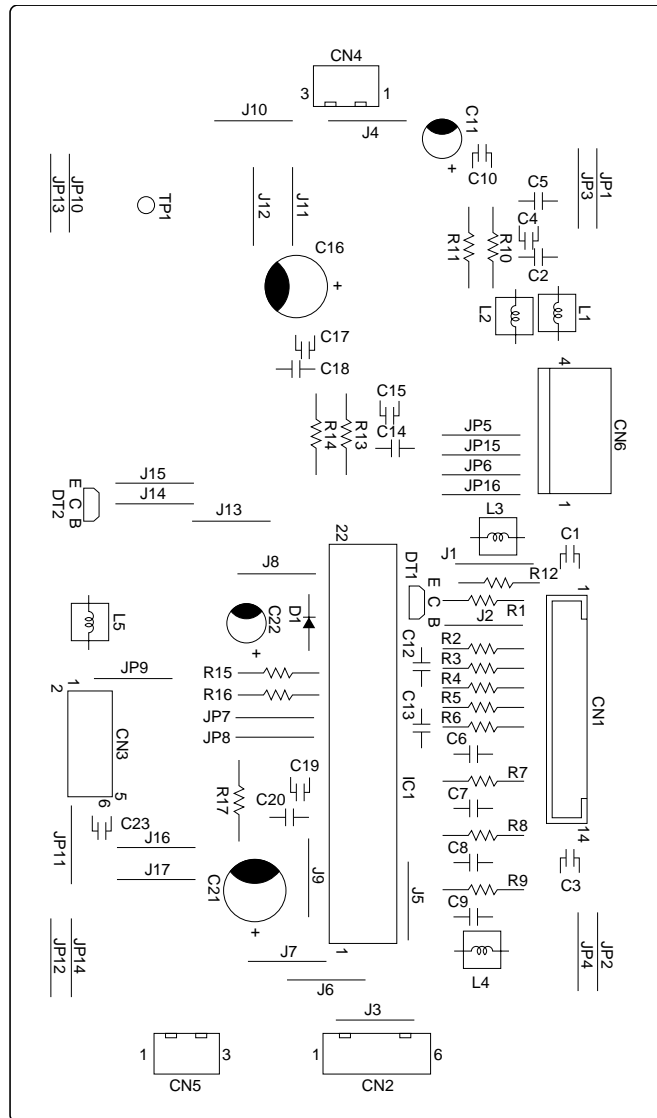 CN4
3 1
J10
J4
C11
+
C10
JP10
JP13
TP1
J12
J11
JP1
JP3
C5
C4
C2
R11
R10
C16
+
L2
L1
C17
C18
4
CN6
1
C15
C14
R14
R13
JP5
JP15
JP6
JP16
J15
J14
E
C
B
DT2
J13
L3
22
C1
J1
J8
DT1
E
C
B
R12
R1
J2
1
L5
C22
+
D1
C12
R2
R3
R4
R5
R6
JP9
R15
R16
JP7
JP8
C13
1
2
CN3
5
6
CN1
C6
R7
C7
IC1
R17
C19
C20
C23
R8
14
JP11
J16
J17
C8
C3
C21
+
J9
J5
R9
C9
JP14
JP12
1
J7
J6
L4
JP2
JP4
J3
1 3
CN5
1 6
CN2